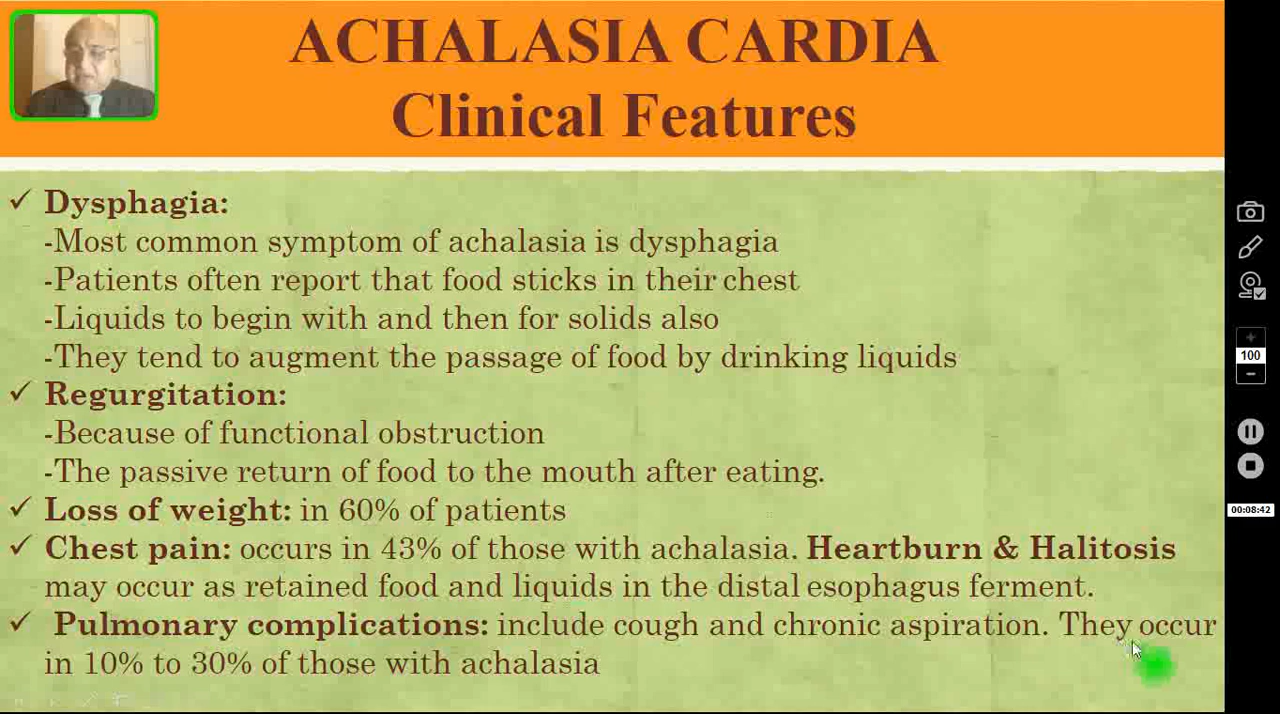 ACHALASIA CARDIA
Clinical Features
✓ Dysphagia:
-Most common symptom of achalasia is dysphagia
-Patients often report that food sticks in their chest
-Liquids to begin with and then for solids also
-They tend to augment the passage of food by drinking liquids
✓ Regurgitation:
-Because of functional obstruction
-The passive return of food to the mouth after eating.
✓ Loss of weight: in 60% of patients
✓ Chest pain: occurs in 43% of those with achalasia. Heartburn & Halitosis
may occur as retained food and liquids in the distal esophagus ferment.
✓ Pulmonary complications: include cough and chronic aspiration. They occur
in 10% to 30% of those with achalasia
100
00:08:42